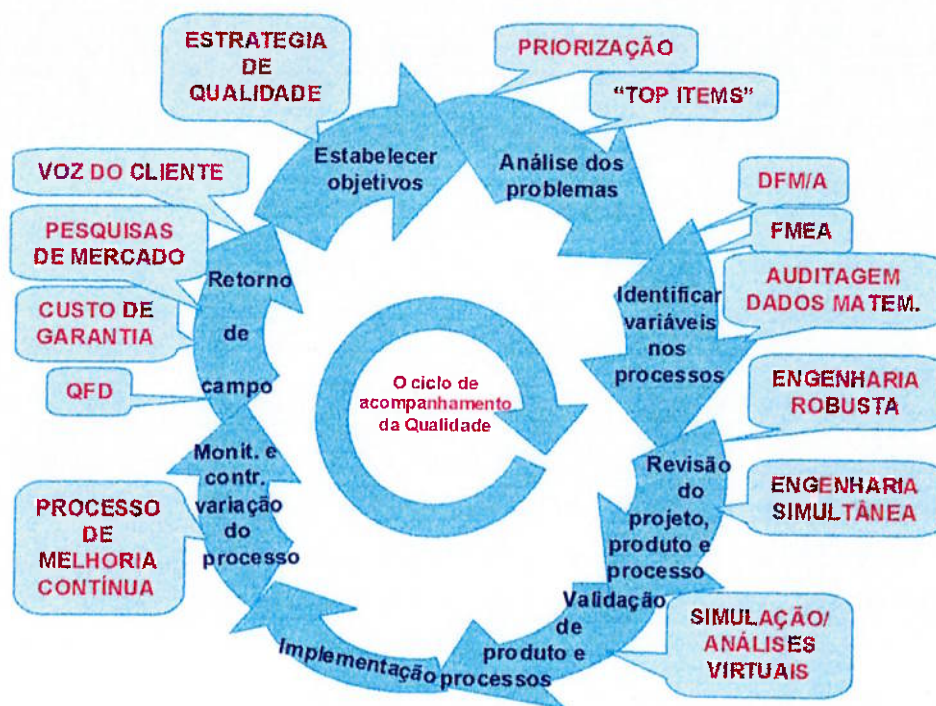 ESTRATEGIA
DE
QUALIDADE
PRIORIZAÇÃO
“TOP ITEMS”
Estabelecer
objetivos
Análise dos
problemas
VOZ DO CLIENTE
PESQUISAS
DE MERCADO
CUSTO DE
GARANTIA
QFD
Retorno
de
campo
DFM/A
FMEA
AUDITAGEM
DADOS MATEM.
Identificar
variáveis
nos
processos
O ciclo de
acompanhamento
da Qualidade
ENGENHARIA
ROBUSTA
ENGENHARIA
SIMULTÂNEA
Revisão
do
projeto,
produto e
processo
Monit. e
contr.
variação
do
processo
PROCESSO
DE
MELHORIA
CONTÍNUA
Validação
de
produto e
processos
SIMULAÇÃO/
ANÁLISES
VIRTUAIS
Implementação